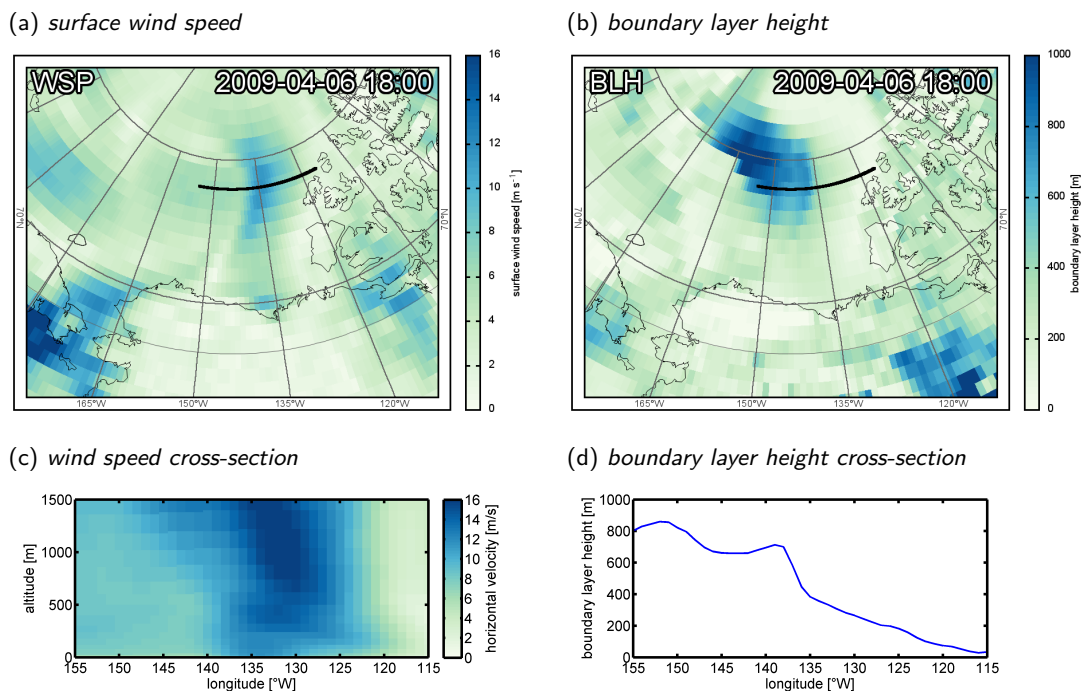 (a) surface wind speed
WSP 2009-04-06 18:00
70°N
70°N
165°W 150°W 135°W 120°W
16
14
12
10
8
6
4
2
0
surface wind speed [m s⁻¹]
(b) boundary layer height
BLH 2009-04-06 18:00
70°N
70°N
165°W 150°W 135°W 120°W
1000
800
600
400
200
0
boundary layer height [m]
(c) wind speed cross-section
1500
1000
500
0
altitude [m]
155 150 145 140 135 130 125 120 115
longitude [°W]
16
14
12
10
8
6
4
2
0
horizontal velocity [m/s]
(d) boundary layer height cross-section
1000
800
600
400
200
0
boundary layer height [m]
155 150 145 140 135 130 125 120 115
longitude [°W]